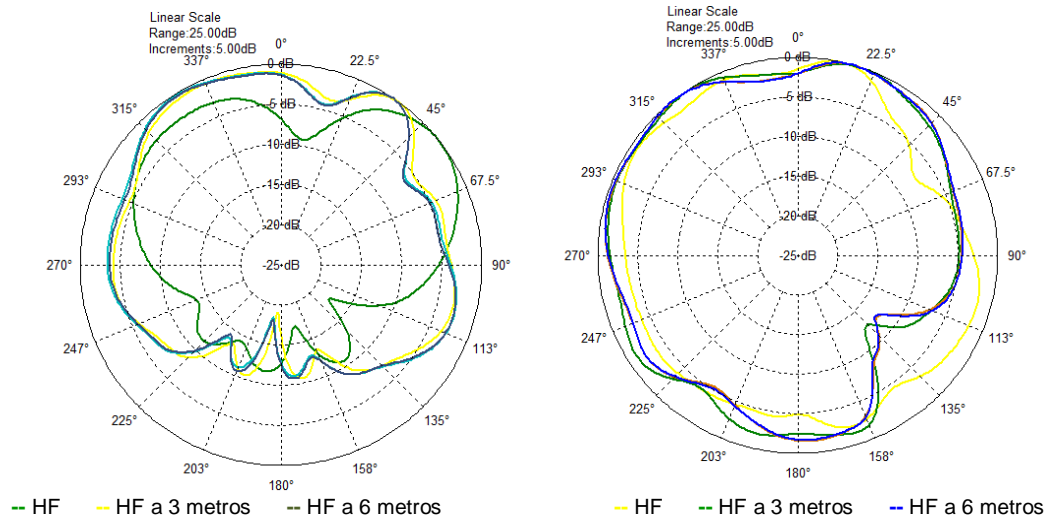 Linear Scale
Range:25.00dB
Increments:5.00dB
0°
337°
22.5°
315°
45°
293°
67.5°
270°
90°
247°
113°
225°
135°
203°
158°
180°
0 dB
-5 dB
-10 dB
-15 dB
-20 dB
-25 dB
-- HF -- HF a 3 metros -- HF a 6 metros
Linear Scale
Range:25.00dB
Increments:5.00dB
0°
337°
22.5°
315°
45°
293°
67.5°
270°
90°
247°
113°
225°
135°
203°
158°
180°
0 dB
-5 dB
-10 dB
-15 dB
-20 dB
-25 dB
-- HF -- HF a 3 metros -- HF a 6 metros